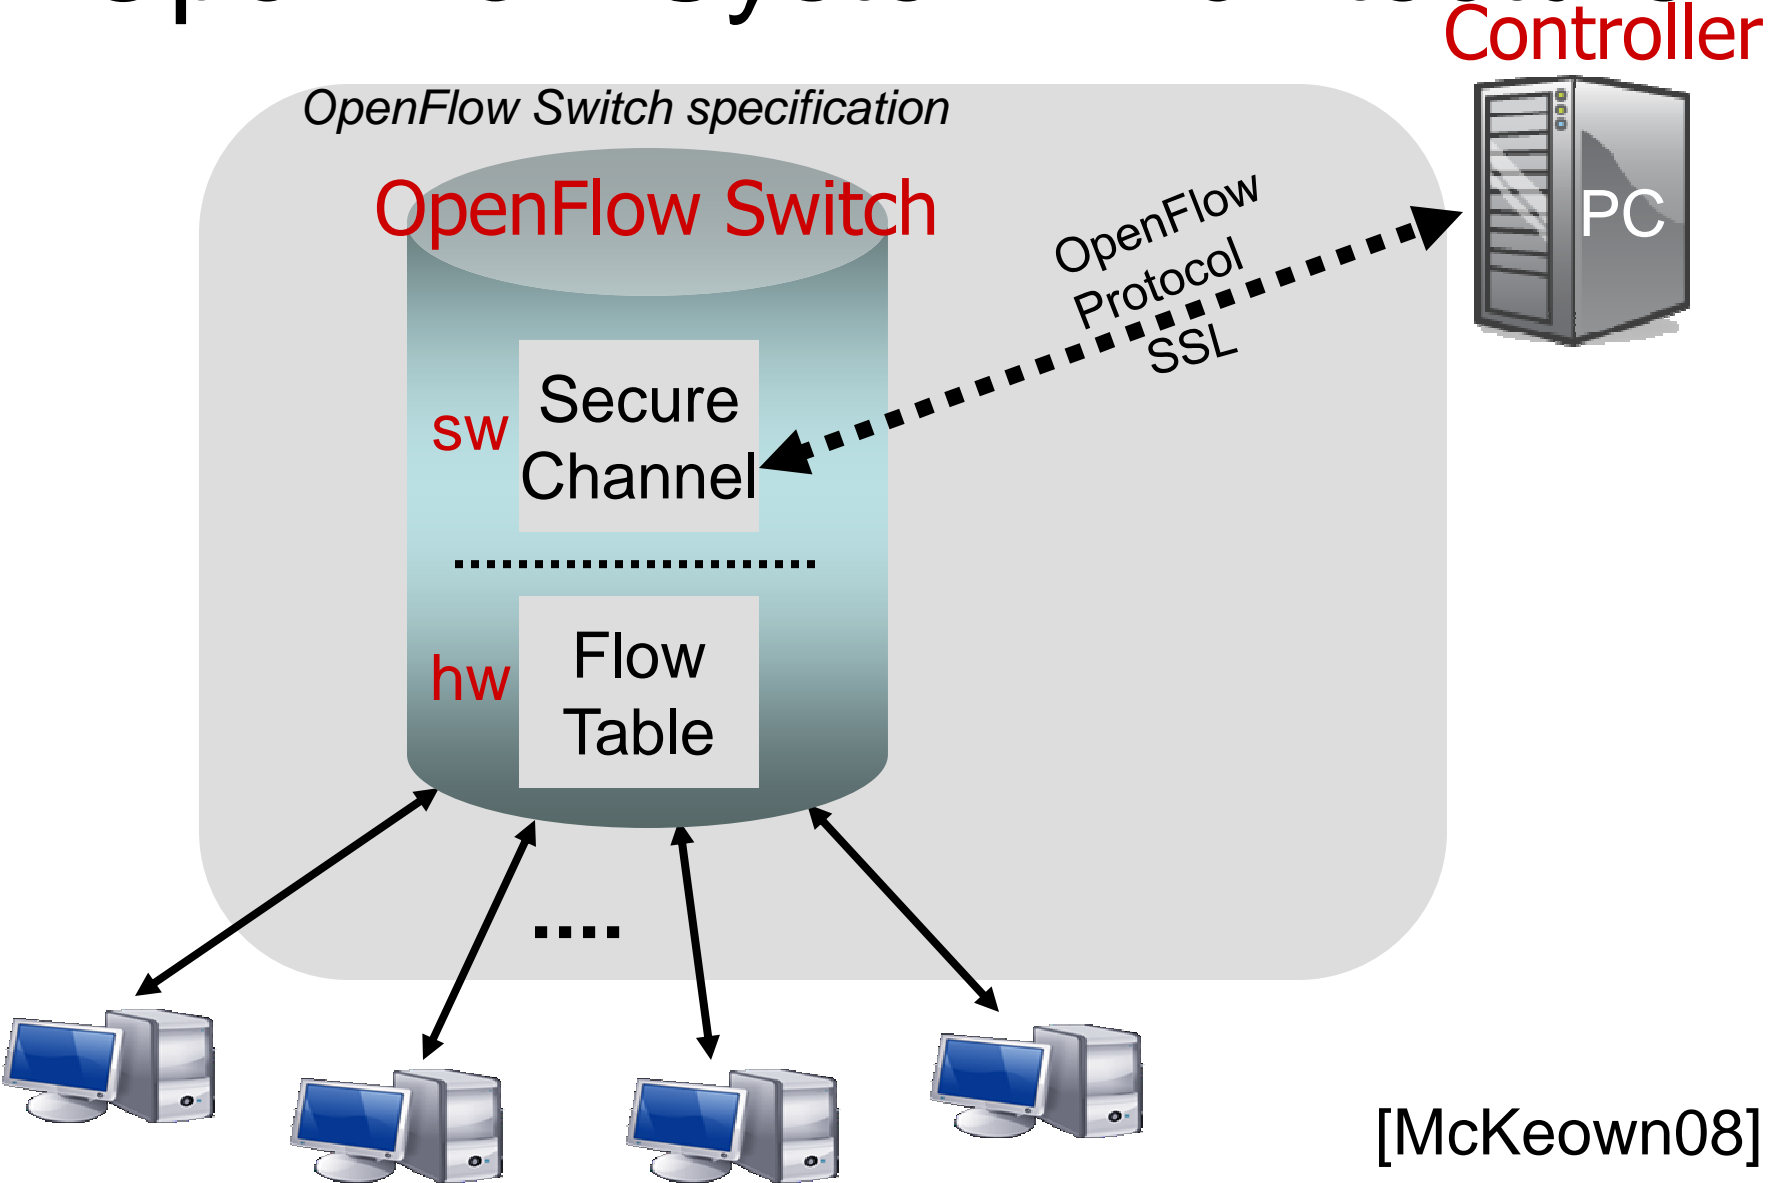 Controller
OpenFlow Switch specification
OpenFlow Switch
PC
OpenFlow
Protocol
SSL
sw
Secure
Channel
hw
Flow
Table
....
[McKeown08]